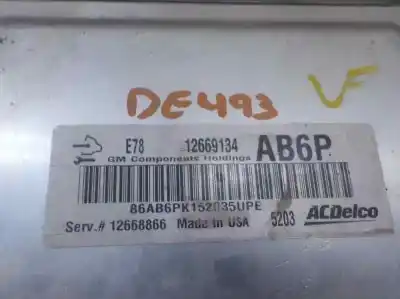 DE493 VF
E78 12669134 AB6P
GM Components Holdings
86AB6PK152035UPE
Serv.# 12668866 Made in USA 5203 ACDelco